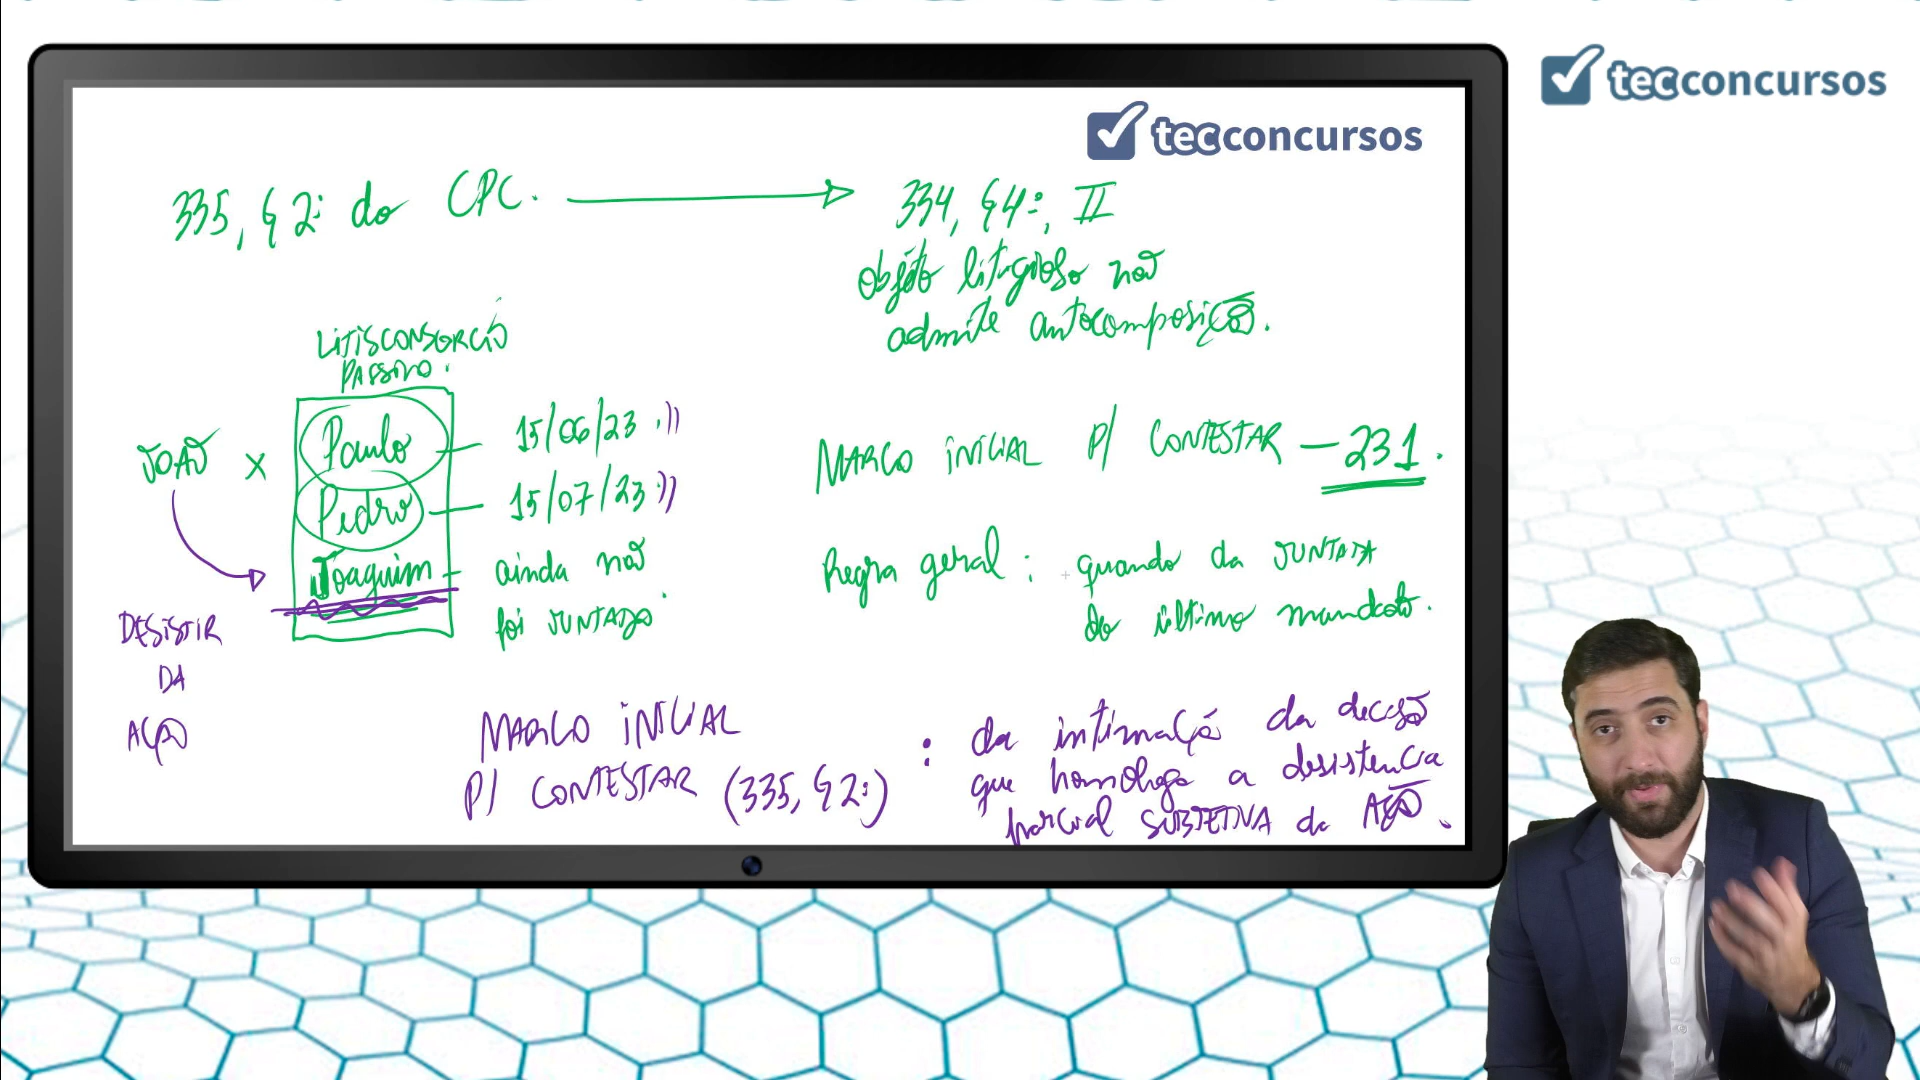 tecconcursos
tecconcursos
335, § 2º do CPC.
334, § 4º, II
objeto litigioso não
admite autocomposição.
LITISCONSÓRCIO
PASSIVO.
JOÃO X
Paulo
15/06/23
Pedro
15/07/23
Joaquim
ainda não
foi JUNTADO.
MARCO INICIAL P/ CONTESTAR - 231.
Regra geral: quando da JUNTADA
do último mandado.
DESISTIR
DA
AÇÃO
MARCO INICIAL
P/ CONTESTAR (335, § 2º)
: da intimação da decisão
que homologa a desistência
parcial SUBJETIVA da AÇÃO.